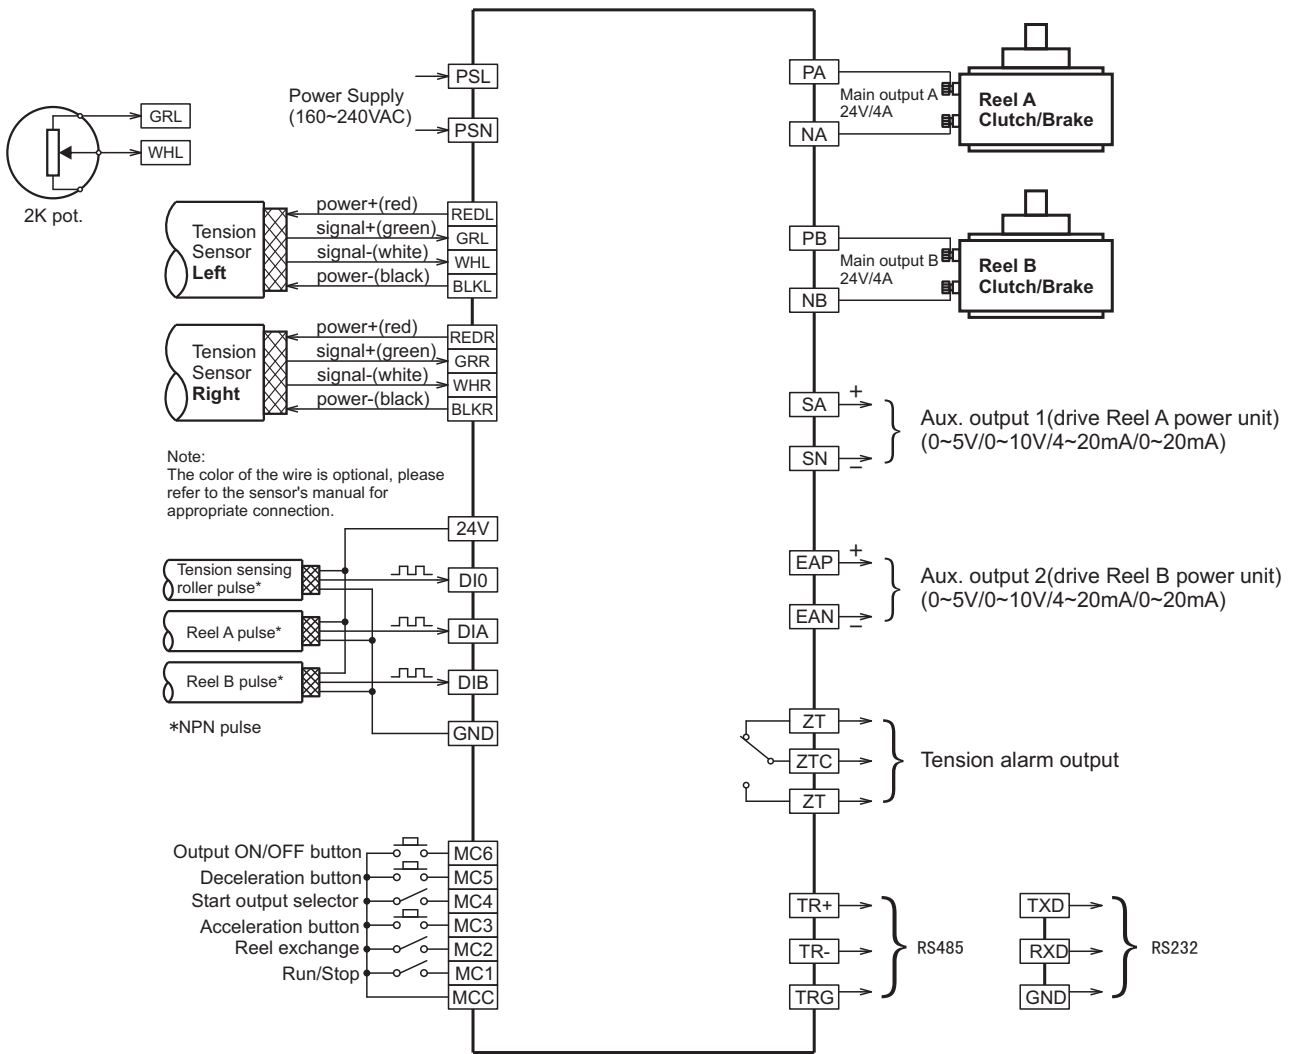 GRL
WHL
2K pot.
Power Supply
(160~240VAC)
PSL
PSN
Tension
Sensor
Left
power+(red)
signal+(green)
signal-(white)
power-(black)
REDL
GRL
WHL
BLKL
Tension
Sensor
Right
power+(red)
signal+(green)
signal-(white)
power-(black)
REDR
GRR
WHR
BLKR
Note:
The color of the wire is optional, please
refer to the sensor's manual for
appropriate connection.
24V
Tension sensing
roller pulse*
DI0
Reel A pulse*
DIA
Reel B pulse*
DIB
*NPN pulse
GND
Output ON/OFF button
MC6
Deceleration button
MC5
Start output selector
MC4
Acceleration button
MC3
Reel exchange
MC2
Run/Stop
MC1
MCC
PA
Main output A
24V/4A
NA
Reel A
Clutch/Brake
PB
Main output B
24V/4A
NB
Reel B
Clutch/Brake
SA
+
SN
−
Aux. output 1(drive Reel A power unit)
(0~5V/0~10V/4~20mA/0~20mA)
EAP
+
EAN
−
Aux. output 2(drive Reel B power unit)
(0~5V/0~10V/4~20mA/0~20mA)
ZT
ZTC
ZT
Tension alarm output
TR+
TR-
TRG
RS485
TXD
RXD
GND
RS232